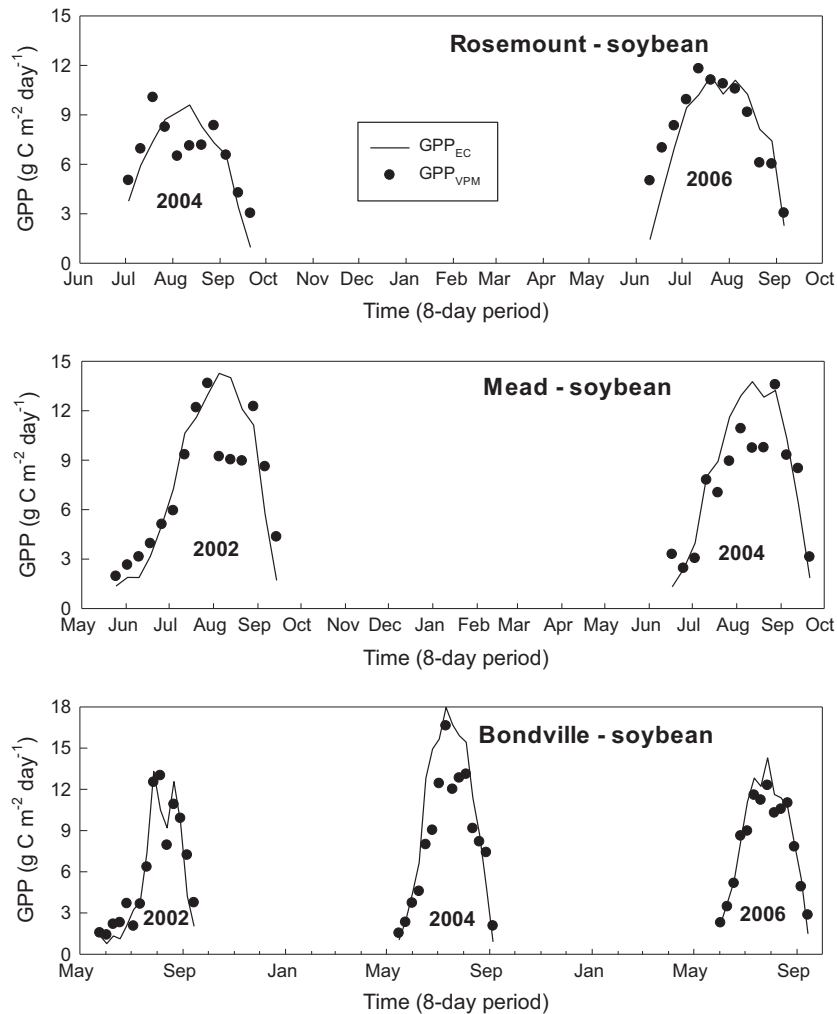 Rosemount - soybean
GPP (g C m-2 day-1)
15
12
9
6
3
0
GPPEC
GPPVPM
2004
2006
Jun Jul Aug Sep Oct Nov Dec Jan Feb Mar Apr May Jun Jul Aug Sep Oct
Time (8-day period)
Mead - soybean
GPP (g C m-2 day-1)
15
12
9
6
3
0
2002
2004
May Jun Jul Aug Sep Oct Nov Dec Jan Feb Mar Apr May Jun Jul Aug Sep Oct
Time (8-day period)
Bondville - soybean
GPP (g C m-2 day-1)
18
15
12
9
6
3
0
2002
2004
2006
May Sep Jan May Sep Jan May Sep
Time (8-day period)